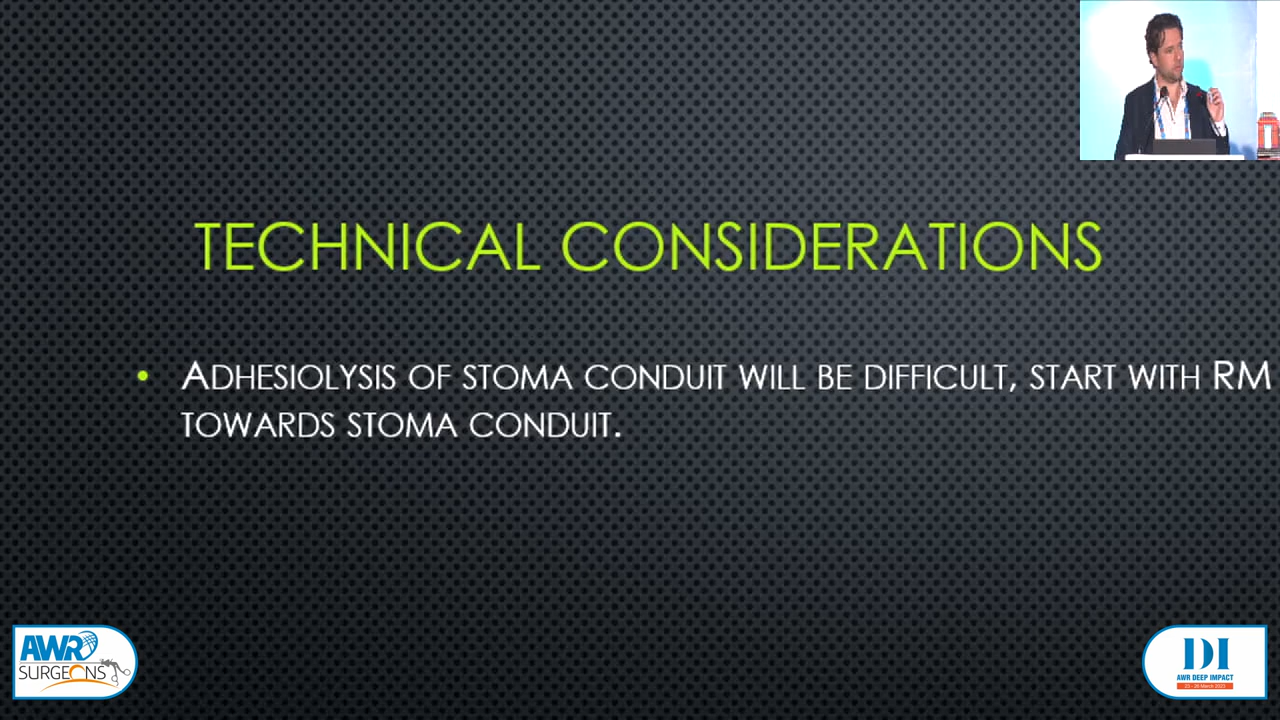 TECHNICAL CONSIDERATIONS
• ADHESIOLYSIS OF STOMA CONDUIT WILL BE DIFFICULT, START WITH RM
TOWARDS STOMA CONDUIT.
AWR
SURGEONS
DI
AWR DEEP IMPACT